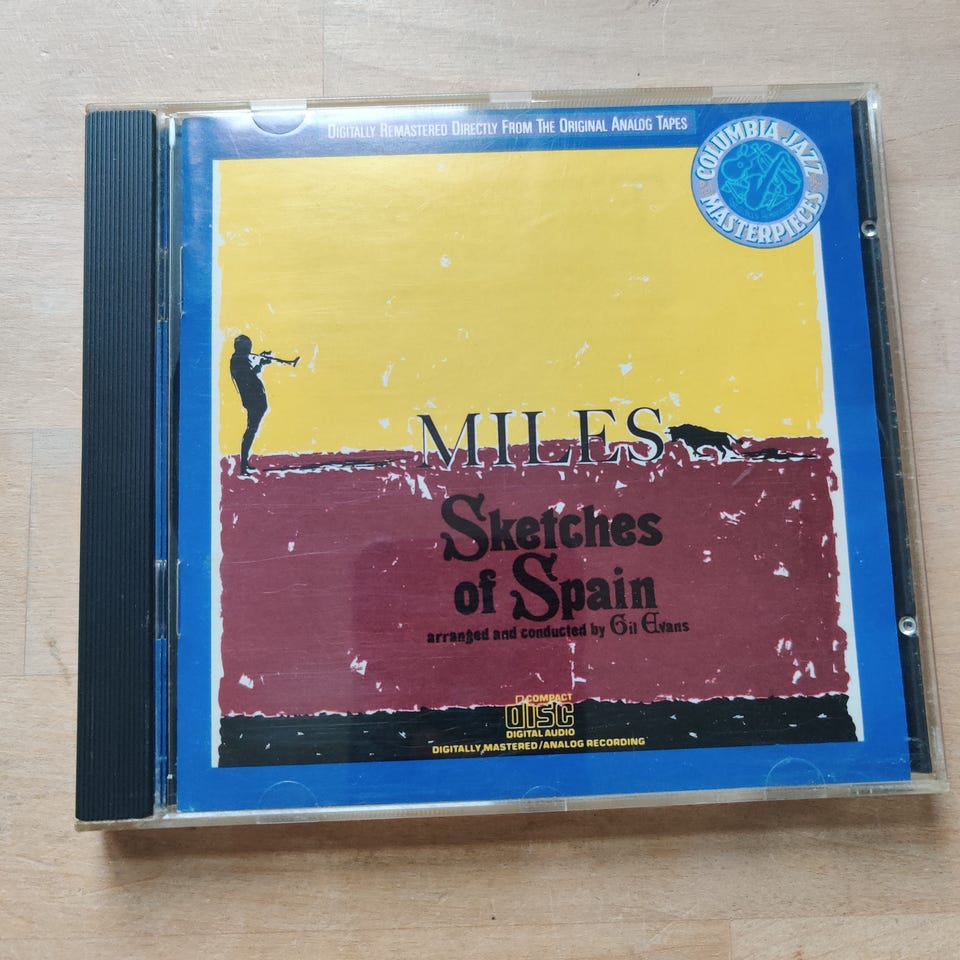 Digitally Remastered Directly From The Original Analog Tapes
COLUMBIA JAZZ
MASTERPIECES
MILES
Sketches
of Spain
arranged and conducted by Gil Evans
COMPACT
disc
DIGITAL AUDIO
DIGITALLY MASTERED/ANALOG RECORDING